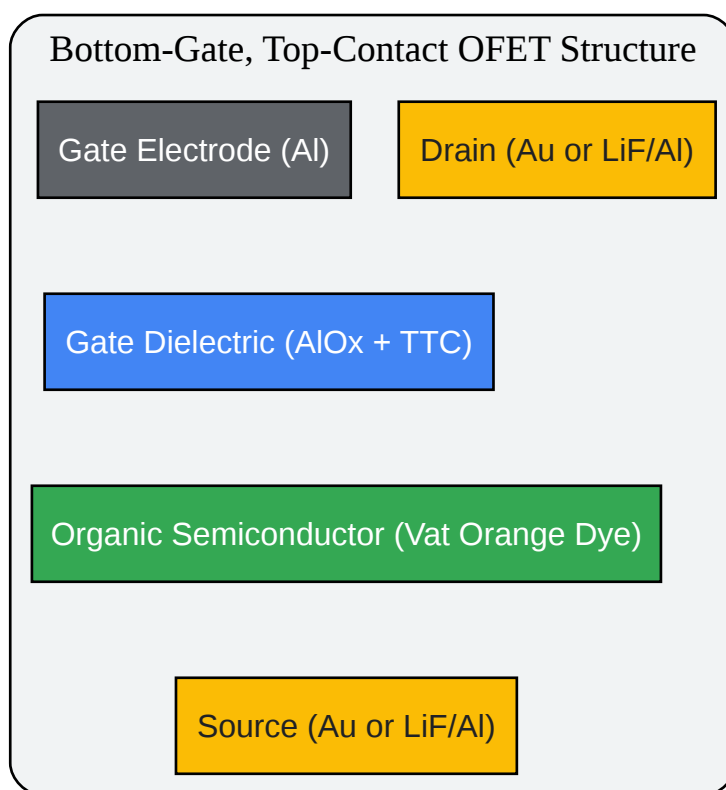 Bottom-Gate, Top-Contact OFET Structure
Gate Electrode (Al)
Drain (Au or LiF/Al)
Gate Dielectric (AlOx + TTC)
Organic Semiconductor (Vat Orange Dye)
Source (Au or LiF/Al)